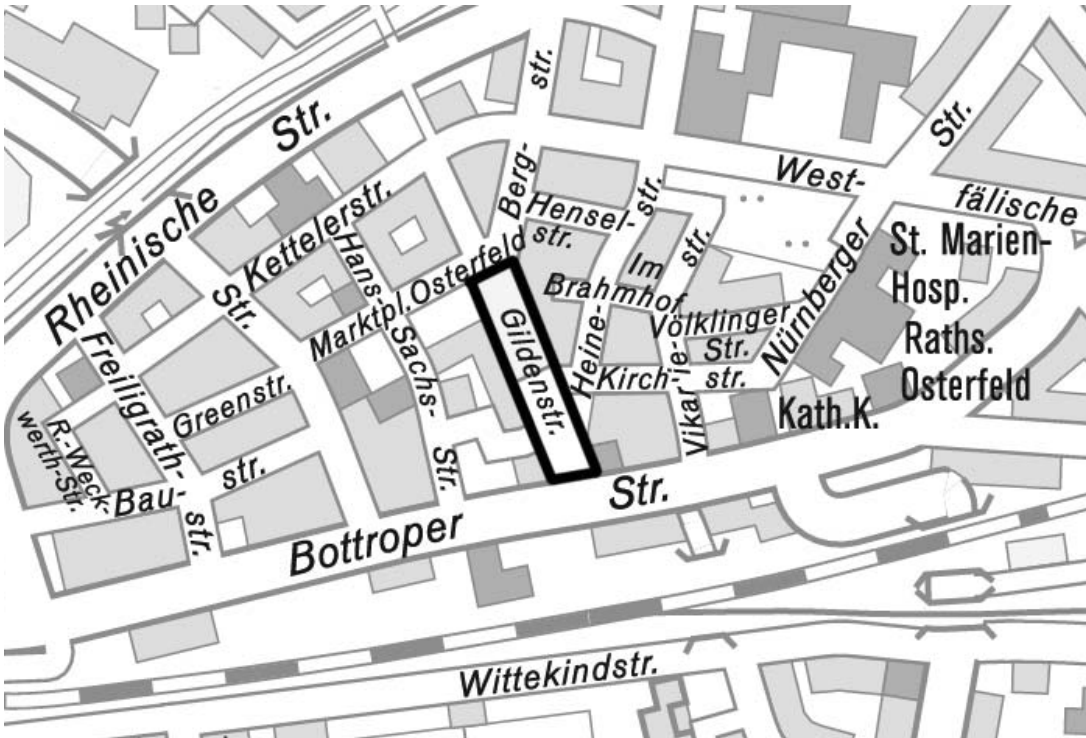 Rheinische Str.
Kettelerstr.
Hans-Sachs-Str.
Marktpl. Osterfeld
Bergstr.
Hensel-
str.
Heine-
str.
Im
Brahmhof
Vikarie-
str.
Völklinger
Str.
Kirch-
str.
West-
fälische
Str.
Nürnberger
Str.
St. Marien-
Hosp.
Raths.
Osterfeld
Kath.K.
Gildenstr.
Freiligrath-
str.
Greenstr.
R.-Weck-
werth-Str.
Bau-
str.
Bottroper Str.
Wittekindstr.